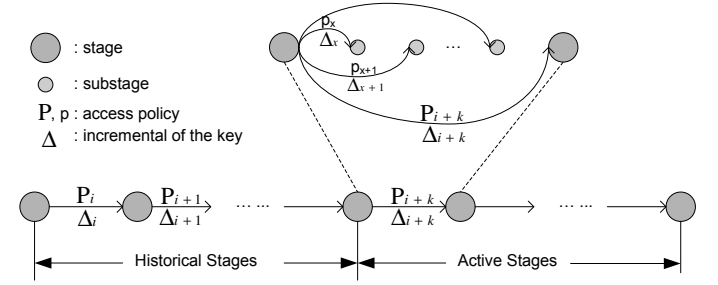 : stage
: substage
P, p : access policy
Δ : incremental of the key
pₓ
Δₓ
...
pₓ₊₁
Δₓ₊₁
Pᵢ ₊ ₖ
Δᵢ ₊ ₖ
Pᵢ
Δᵢ
Pᵢ ₊ ₁
Δᵢ ₊ ₁
... ...
Pᵢ ₊ ₖ
Δᵢ ₊ ₖ
... ...
Historical Stages
Active Stages